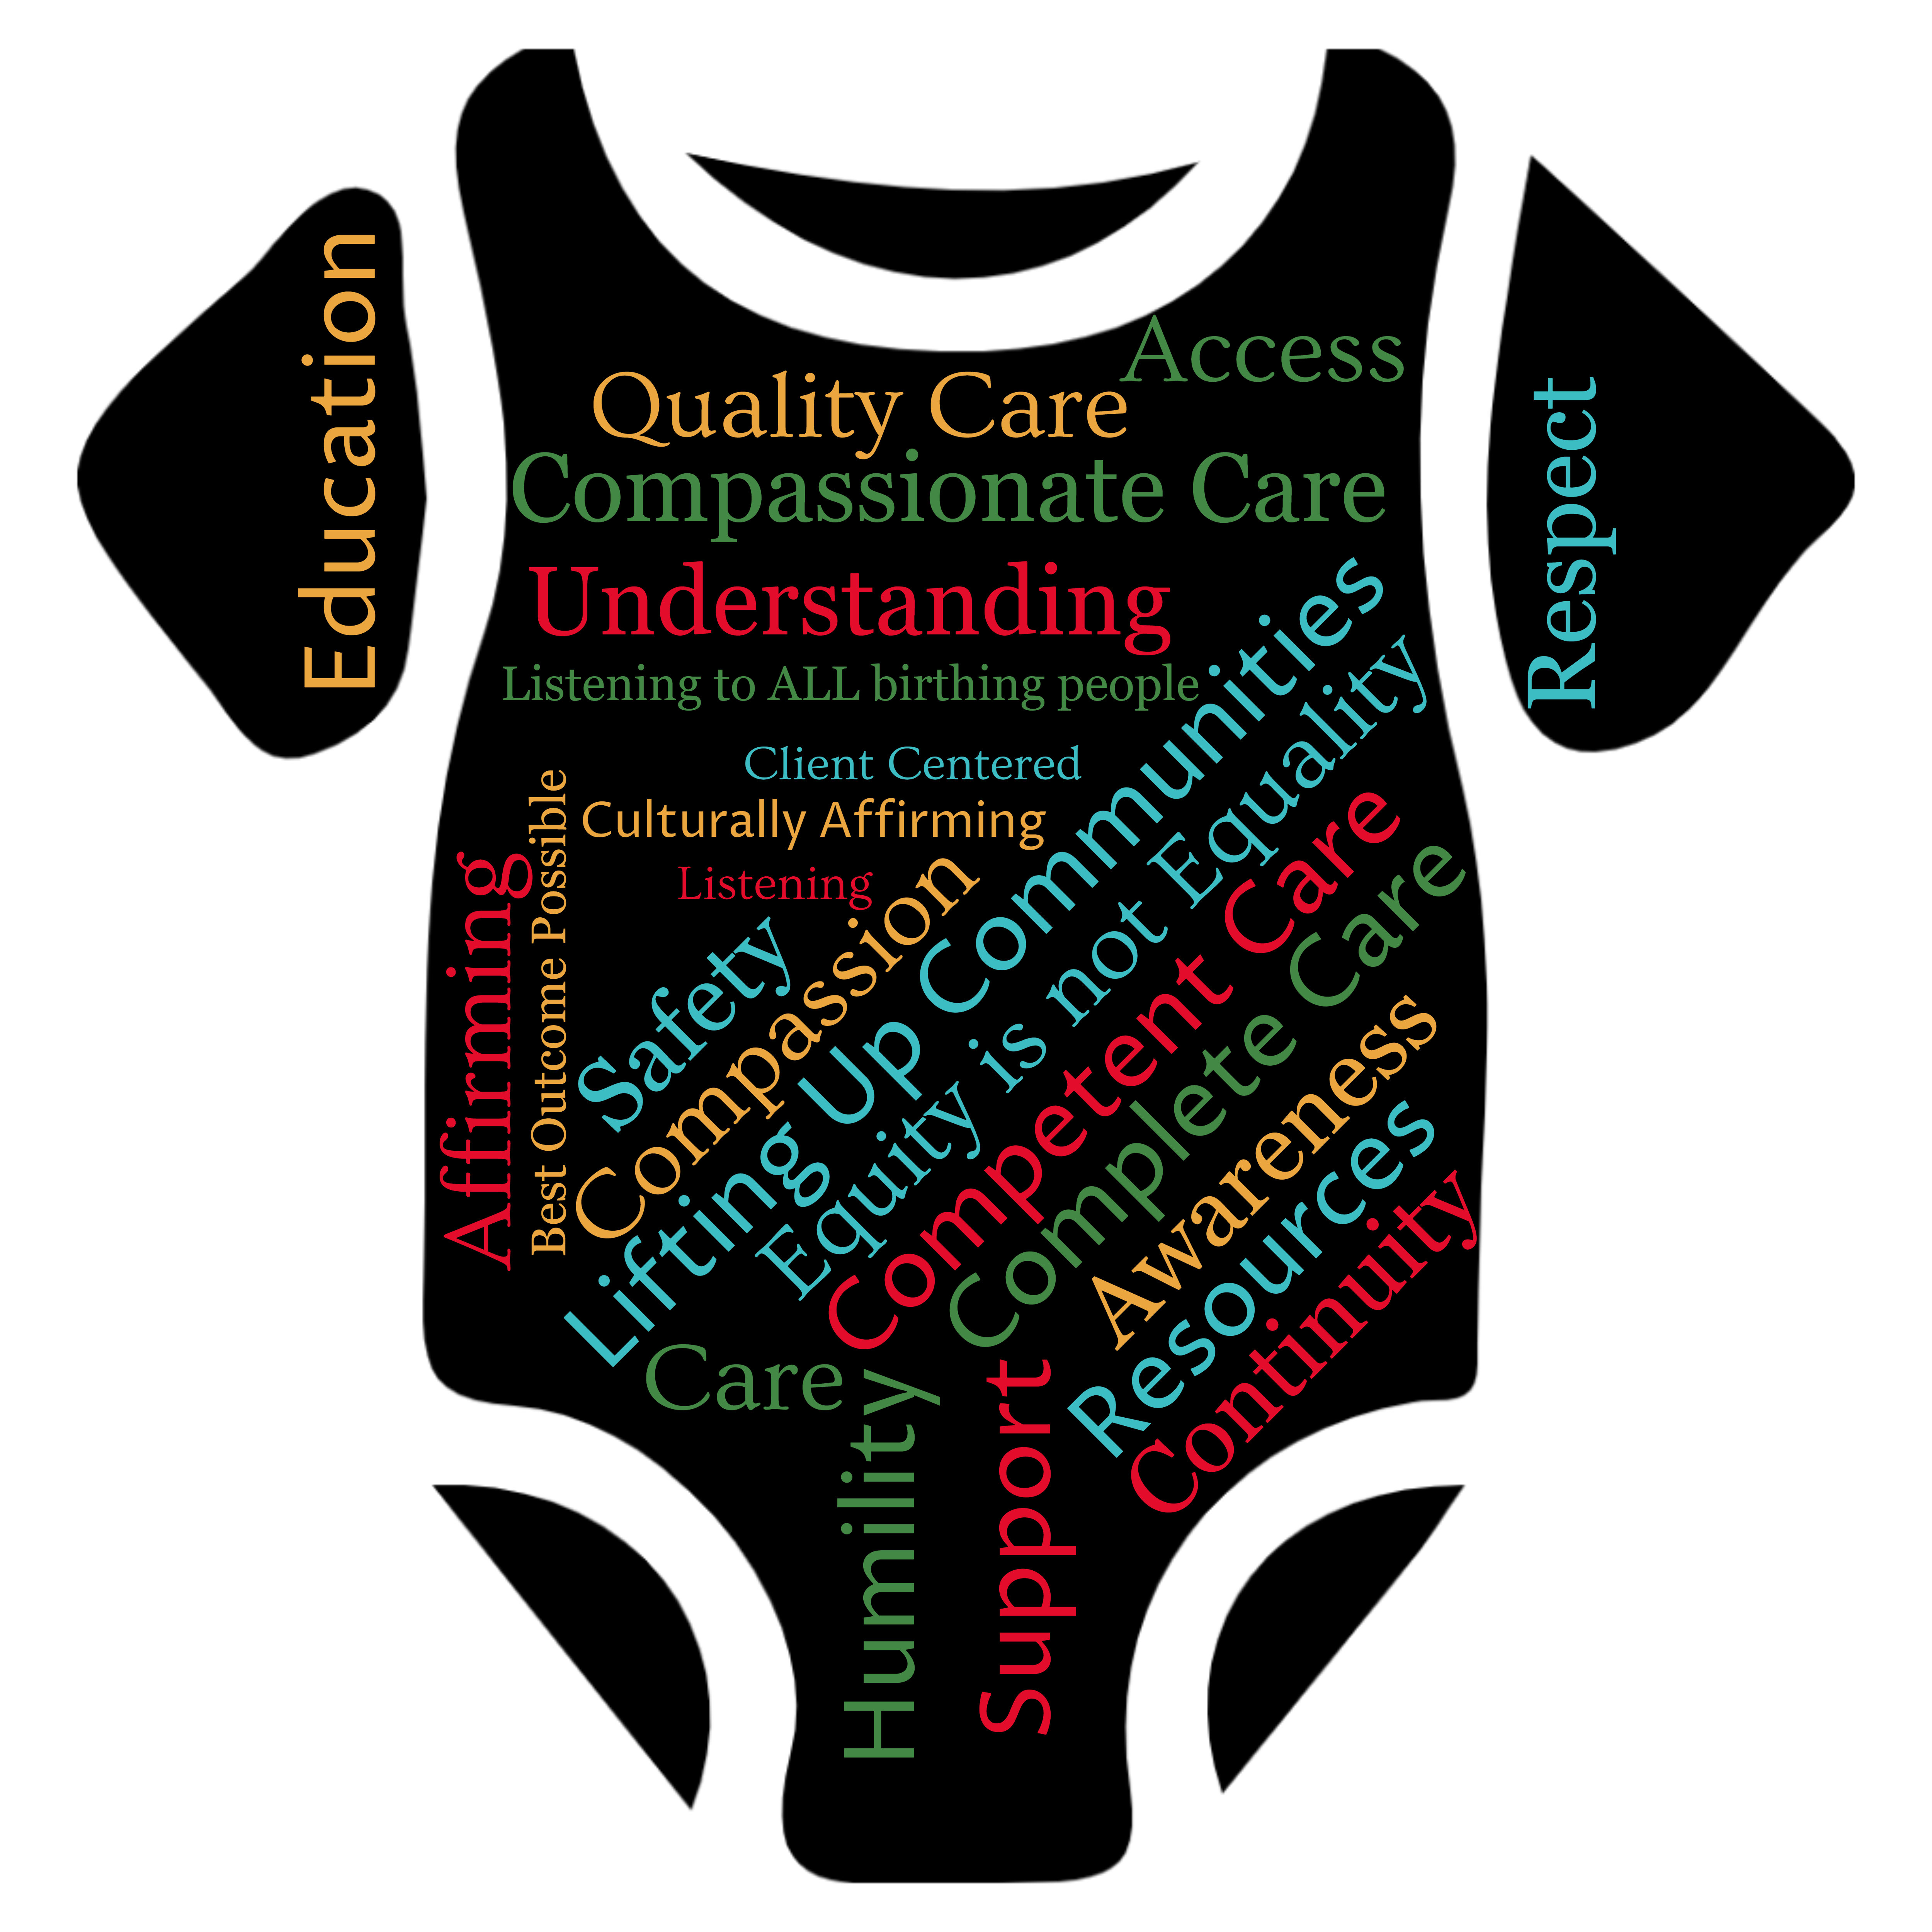 Education
Respect
Access
Quality Care
Compassionate Care
Understanding
Listening to ALL birthing people
Client Centered
Culturally Affirming
Listening
Affirming
Best Outcome Possible
Safety
Compassion
Lifting Up Communities
Equity is not Equality
Competent Care
Complete Care
Awareness
Resources
Continuity
Care
Humility
Support